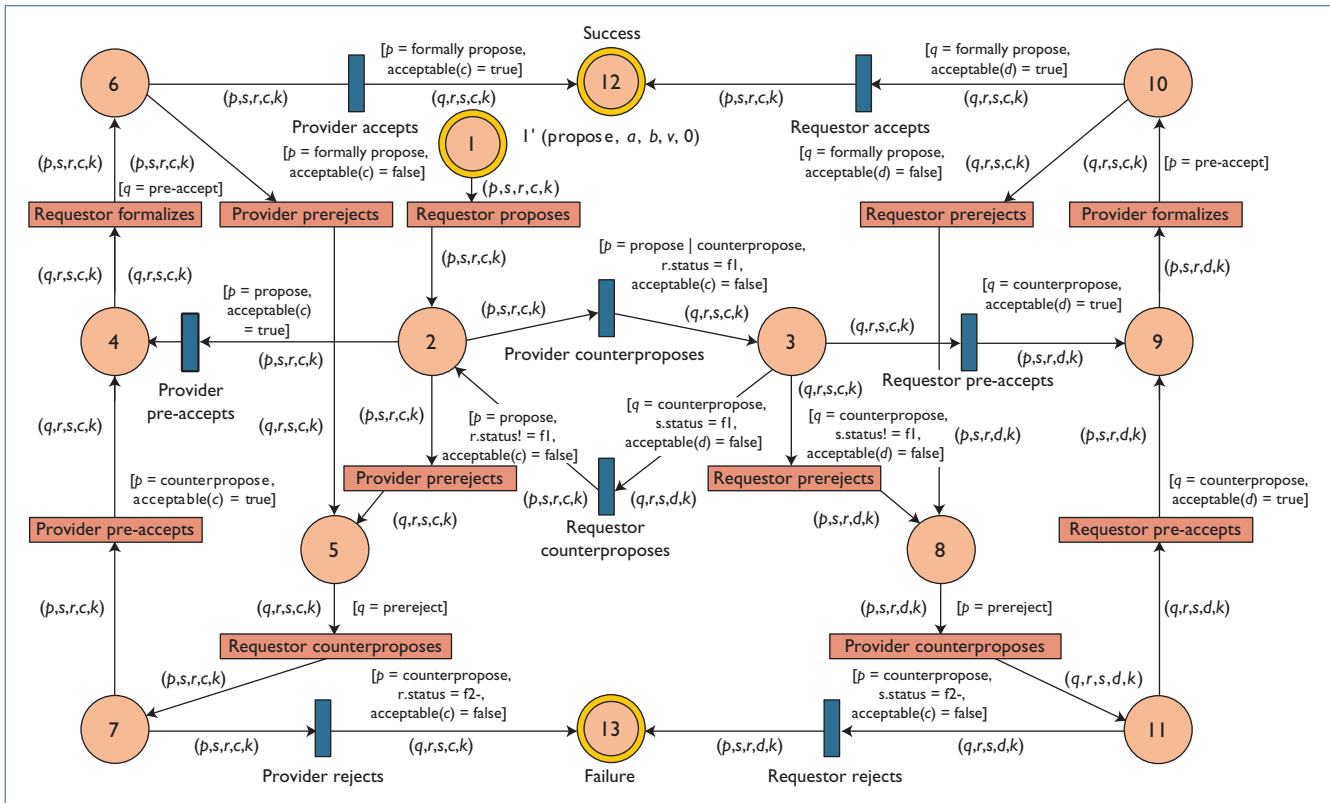 Success
[p = formally propose,
acceptable(c) = true]
[q = formally propose,
acceptable(d) = true]
6
12
10
(p,s,r,c,k)
(q,r,s,c,k)
(p,s,r,c,k)
(q,r,s,c,k)
Provider accepts
1
1' (propose, a, b, v, 0)
Requestor accepts
[p = formally propose,
acceptable(c) = false]
[q = formally propose,
acceptable(d) = false]
(p,s,r,c,k)
(p,s,r,c,k)
[q = pre-accept]
(p,s,r,c,k)
(q,r,s,c,k)
(q,r,s,c,k)
[p = pre-accept]
Requestor formalizes
Provider prerejects
Requestor proposes
Requestor prerejects
Provider formalizes
(q,r,s,c,k)
(q,r,s,c,k)
(p,s,r,c,k)
[p = propose | counterpropose,
r.status = f1,
acceptable(c) = false]
(p,s,r,d,k)
[p = propose,
acceptable(c)
= true]
(p,s,r,c,k)
(q,r,s,c,k)
[q = counterpropose,
acceptable(d) = true]
4
2
3
9
(p,s,r,c,k)
Provider counterproposes
(q,r,s,c,k)
(p,s,r,d,k)
Provider
pre-accepts
Requestor pre-accepts
(q,r,s,c,k)
(q,r,s,c,k)
(p,s,r,c,k)
[p = propose,
r.status! = f1,
acceptable(c) = false]
[q = counterpropose,
s.status = f1,
acceptable(d) = false]
(q,r,s,c,k)
[q = counterpropose,
s.status! = f1,
acceptable(d) = false]
(p,s,r,d,k)
(p,s,r,d,k)
Provider prerejects
Requestor prerejects
[p = counterpropose,
acceptable(c) = true]
(q,r,s,c,k)
(p,s,r,c,k)
(q,r,s,d,k)
(p,s,r,d,k)
[q = counterpropose,
acceptable(d) = true]
Provider pre-accepts
Requestor
counterproposes
Requestor pre-accepts
5
8
(p,s,r,c,k)
(q,r,s,c,k)
[q = prereject]
(p,s,r,d,k)
[p = prereject]
(q,r,s,d,k)
Requestor counterproposes
Provider counterproposes
(p,s,r,c,k)
[p = counterpropose,
r.status = f2-,
acceptable(c) = false]
[p = counterpropose,
s.status = f2-,
acceptable(c) = false]
(q,r,s,d,k)
7
13
11
(p,s,r,c,k)
(q,r,s,c,k)
(p,s,r,d,k)
(q,r,s,d,k)
Provider rejects
Failure
Requestor rejects